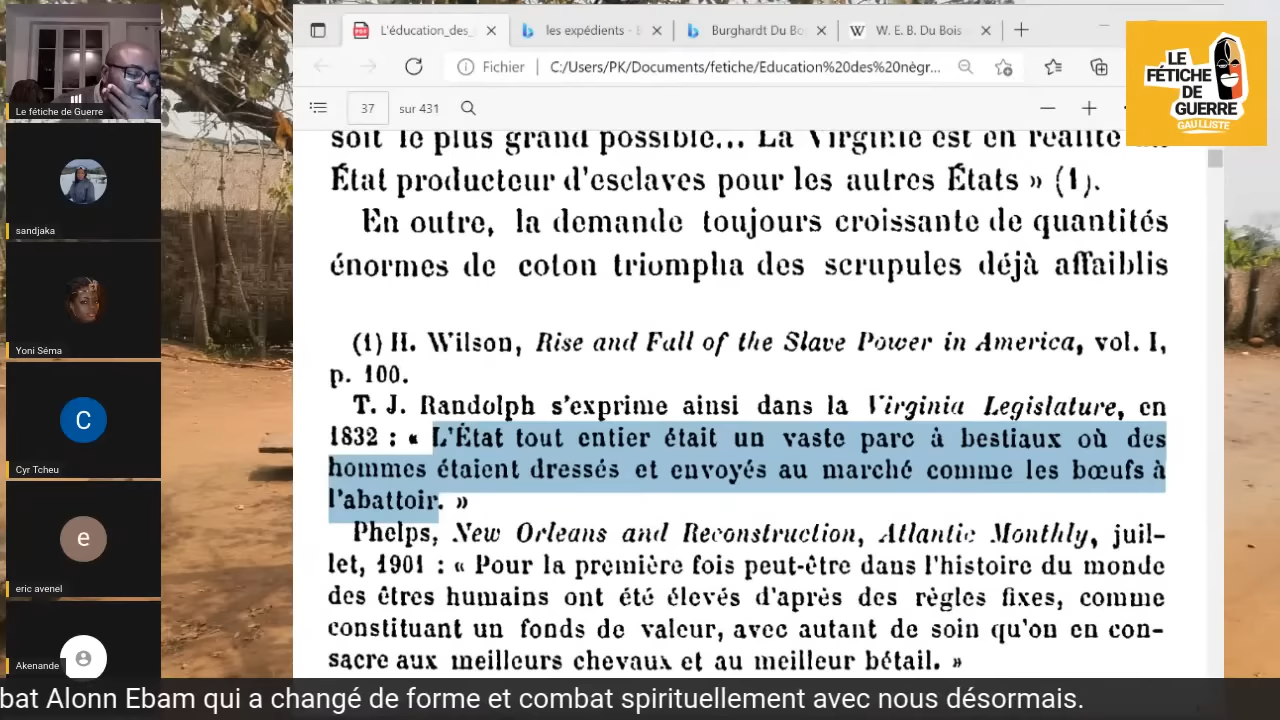 L'éducation_des_
les expédients -
Burghardt Du Bo
W. E. B. Du Bois
Fichier
C:/Users/PK/Documents/fetiche/Education%20des%20nègr...
37 sur 431
soit le plus grand possible... La Virginie est en réalité
État producteur d'esclaves pour les autres États » (1).
En outre, la demande toujours croissante de quantités
énormes de coton triompha des scrupules déjà affaiblis
(1) H. Wilson, Rise and Fall of the Slave Power in America, vol. I,
p. 100.
T. J. Randolph s'exprime ainsi dans la Virginia Legislature, en
1832 : « L'État tout entier était un vaste parc à bestiaux où des
hommes étaient dressés et envoyés au marché comme les bœufs à
l'abattoir. »
Phelps, New Orleans and Reconstruction, Atlantic Monthly, juil-
let, 1901 : « Pour la première fois peut-être dans l'histoire du monde
des êtres humains ont été élevés d'après des règles fixes, comme
constituant un fonds de valeur, avec autant de soin qu'on en con-
sacre aux meilleurs chevaux et au meilleur bétail. »
Le fétiche de Guerre
sandjaka
Yoni Séma
C
Cyr Tcheu
e
eric avenel
Akenande
LE
FÉTICHE
DE
GUERRE
GAULLISTE
bat Alonn Ebam qui a changé de forme et combat spirituellement avec nous désormais.